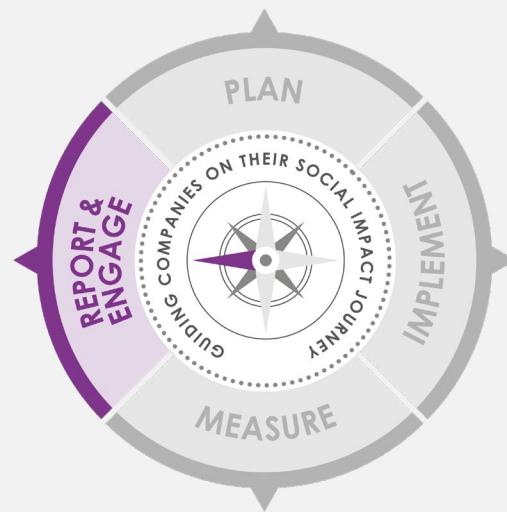 PLAN
GUIDING COMPANIES ON THEIR SOCIAL IMPACT JOURNEY
REPORT &
ENGAGE
IMPLEMENT
MEASURE